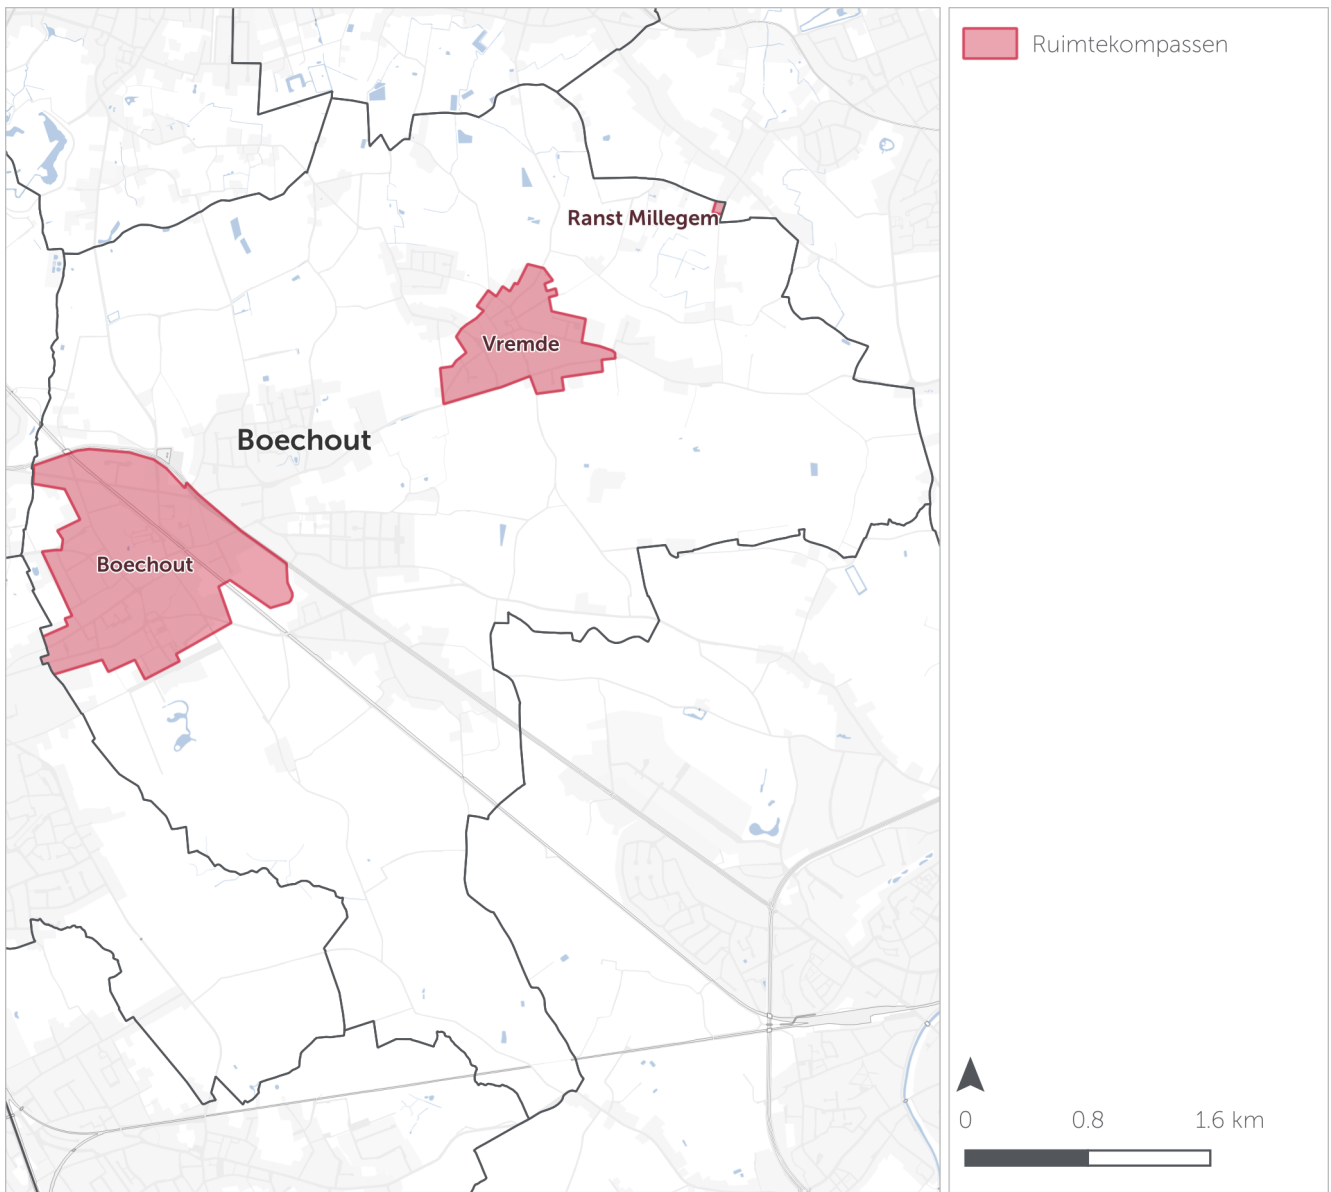 Ruimtekompassen
Ranst Millegem
Vremde
Boechout
Boechout
0 0.8 1.6 km